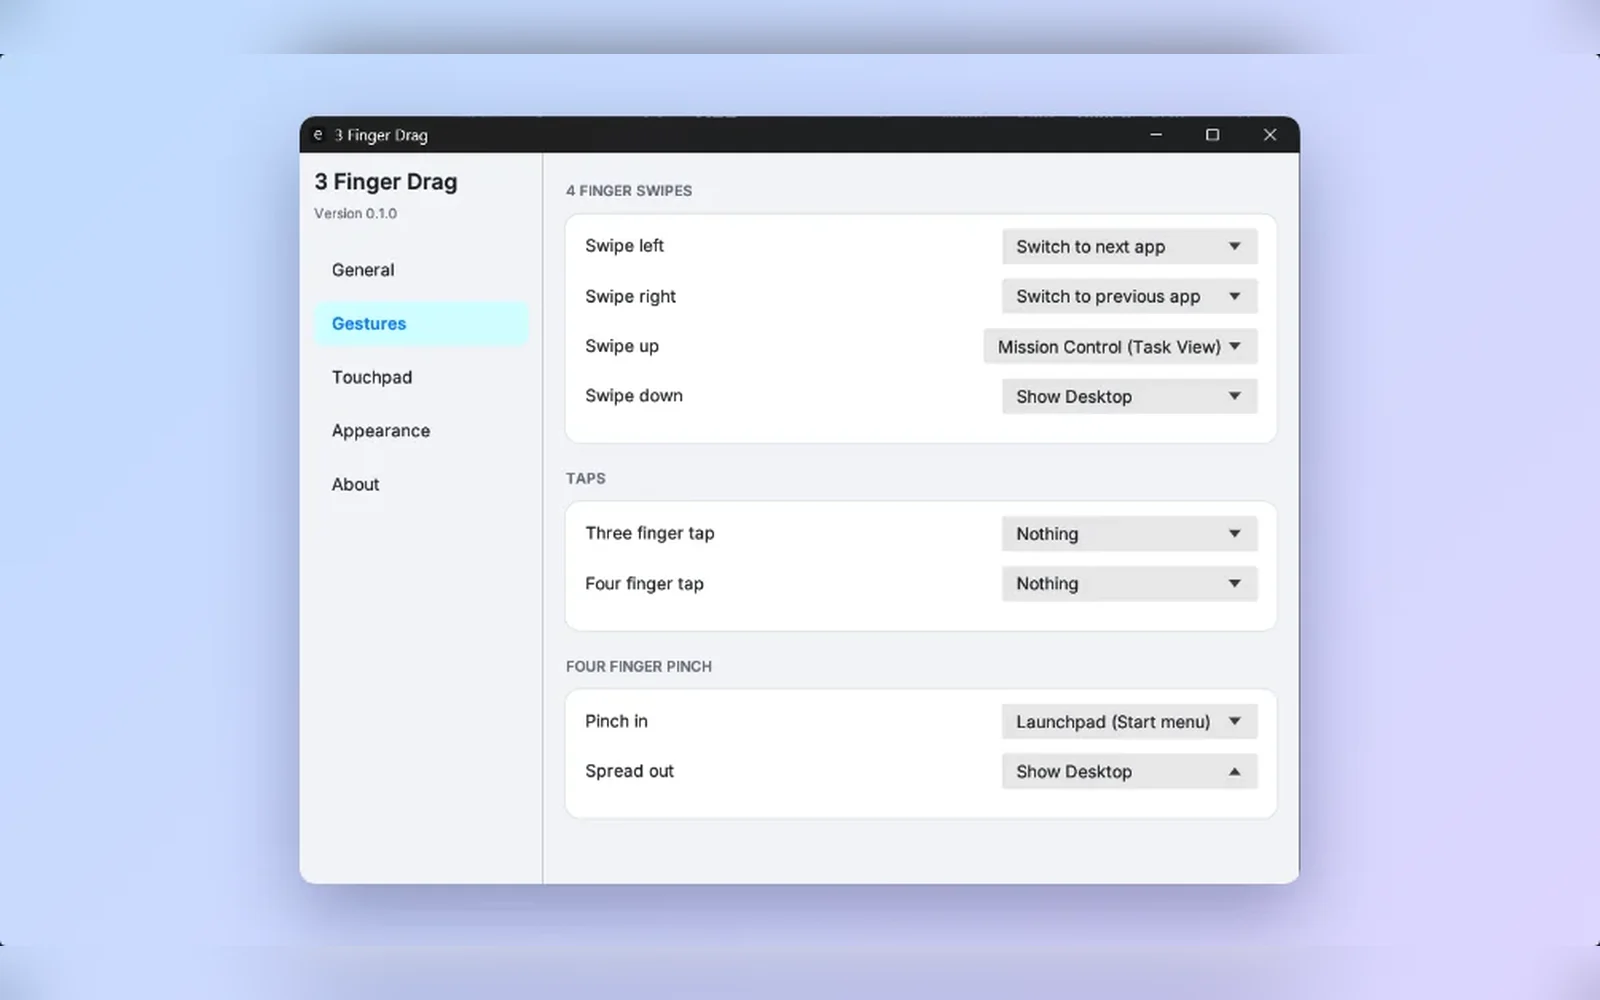 3 Finger Drag
3 Finger Drag
Version 0.1.0
General
Gestures
Touchpad
Appearance
About
4 FINGER SWIPES
Swipe left Switch to next app
Swipe right Switch to previous app
Swipe up Mission Control (Task View)
Swipe down Show Desktop
TAPS
Three finger tap Nothing
Four finger tap Nothing
FOUR FINGER PINCH
Pinch in Launchpad (Start menu)
Spread out Show Desktop